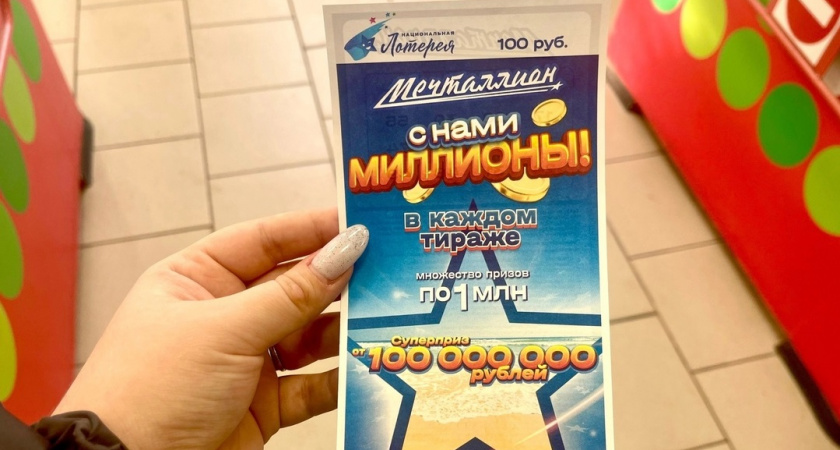 НАЦИОНАЛЬНАЯ
Лотерея
100 руб.
Мечталлион
С НАМИ
МИЛЛИОНЫ!
В КАЖДОМ
ТИРАЖЕ
множество призов
по 1 млн
Суперприз
от 100 000 000
рублей